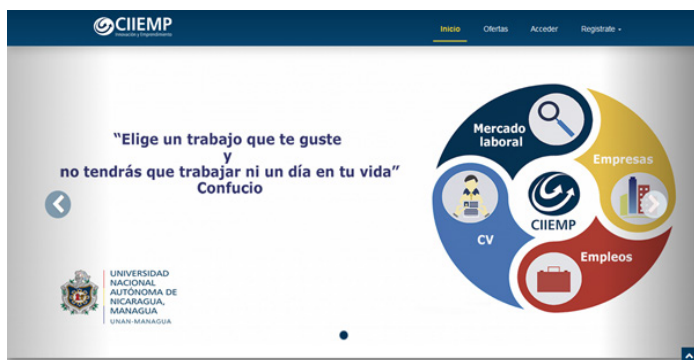 CIIEMP
Innovación y Emprendimiento
Inicio
Ofertas
Acceder
Registrate
“Elige un trabajo que te guste
y
no tendrás que trabajar ni un día en tu vida”
Confucio
Mercado
laboral
Empresas
CIIEMP
CV
Empleos
UNIVERSIDAD
NACIONAL
AUTÓNOMA DE
NICARAGUA,
MANAGUA
UNAN-MANAGUA